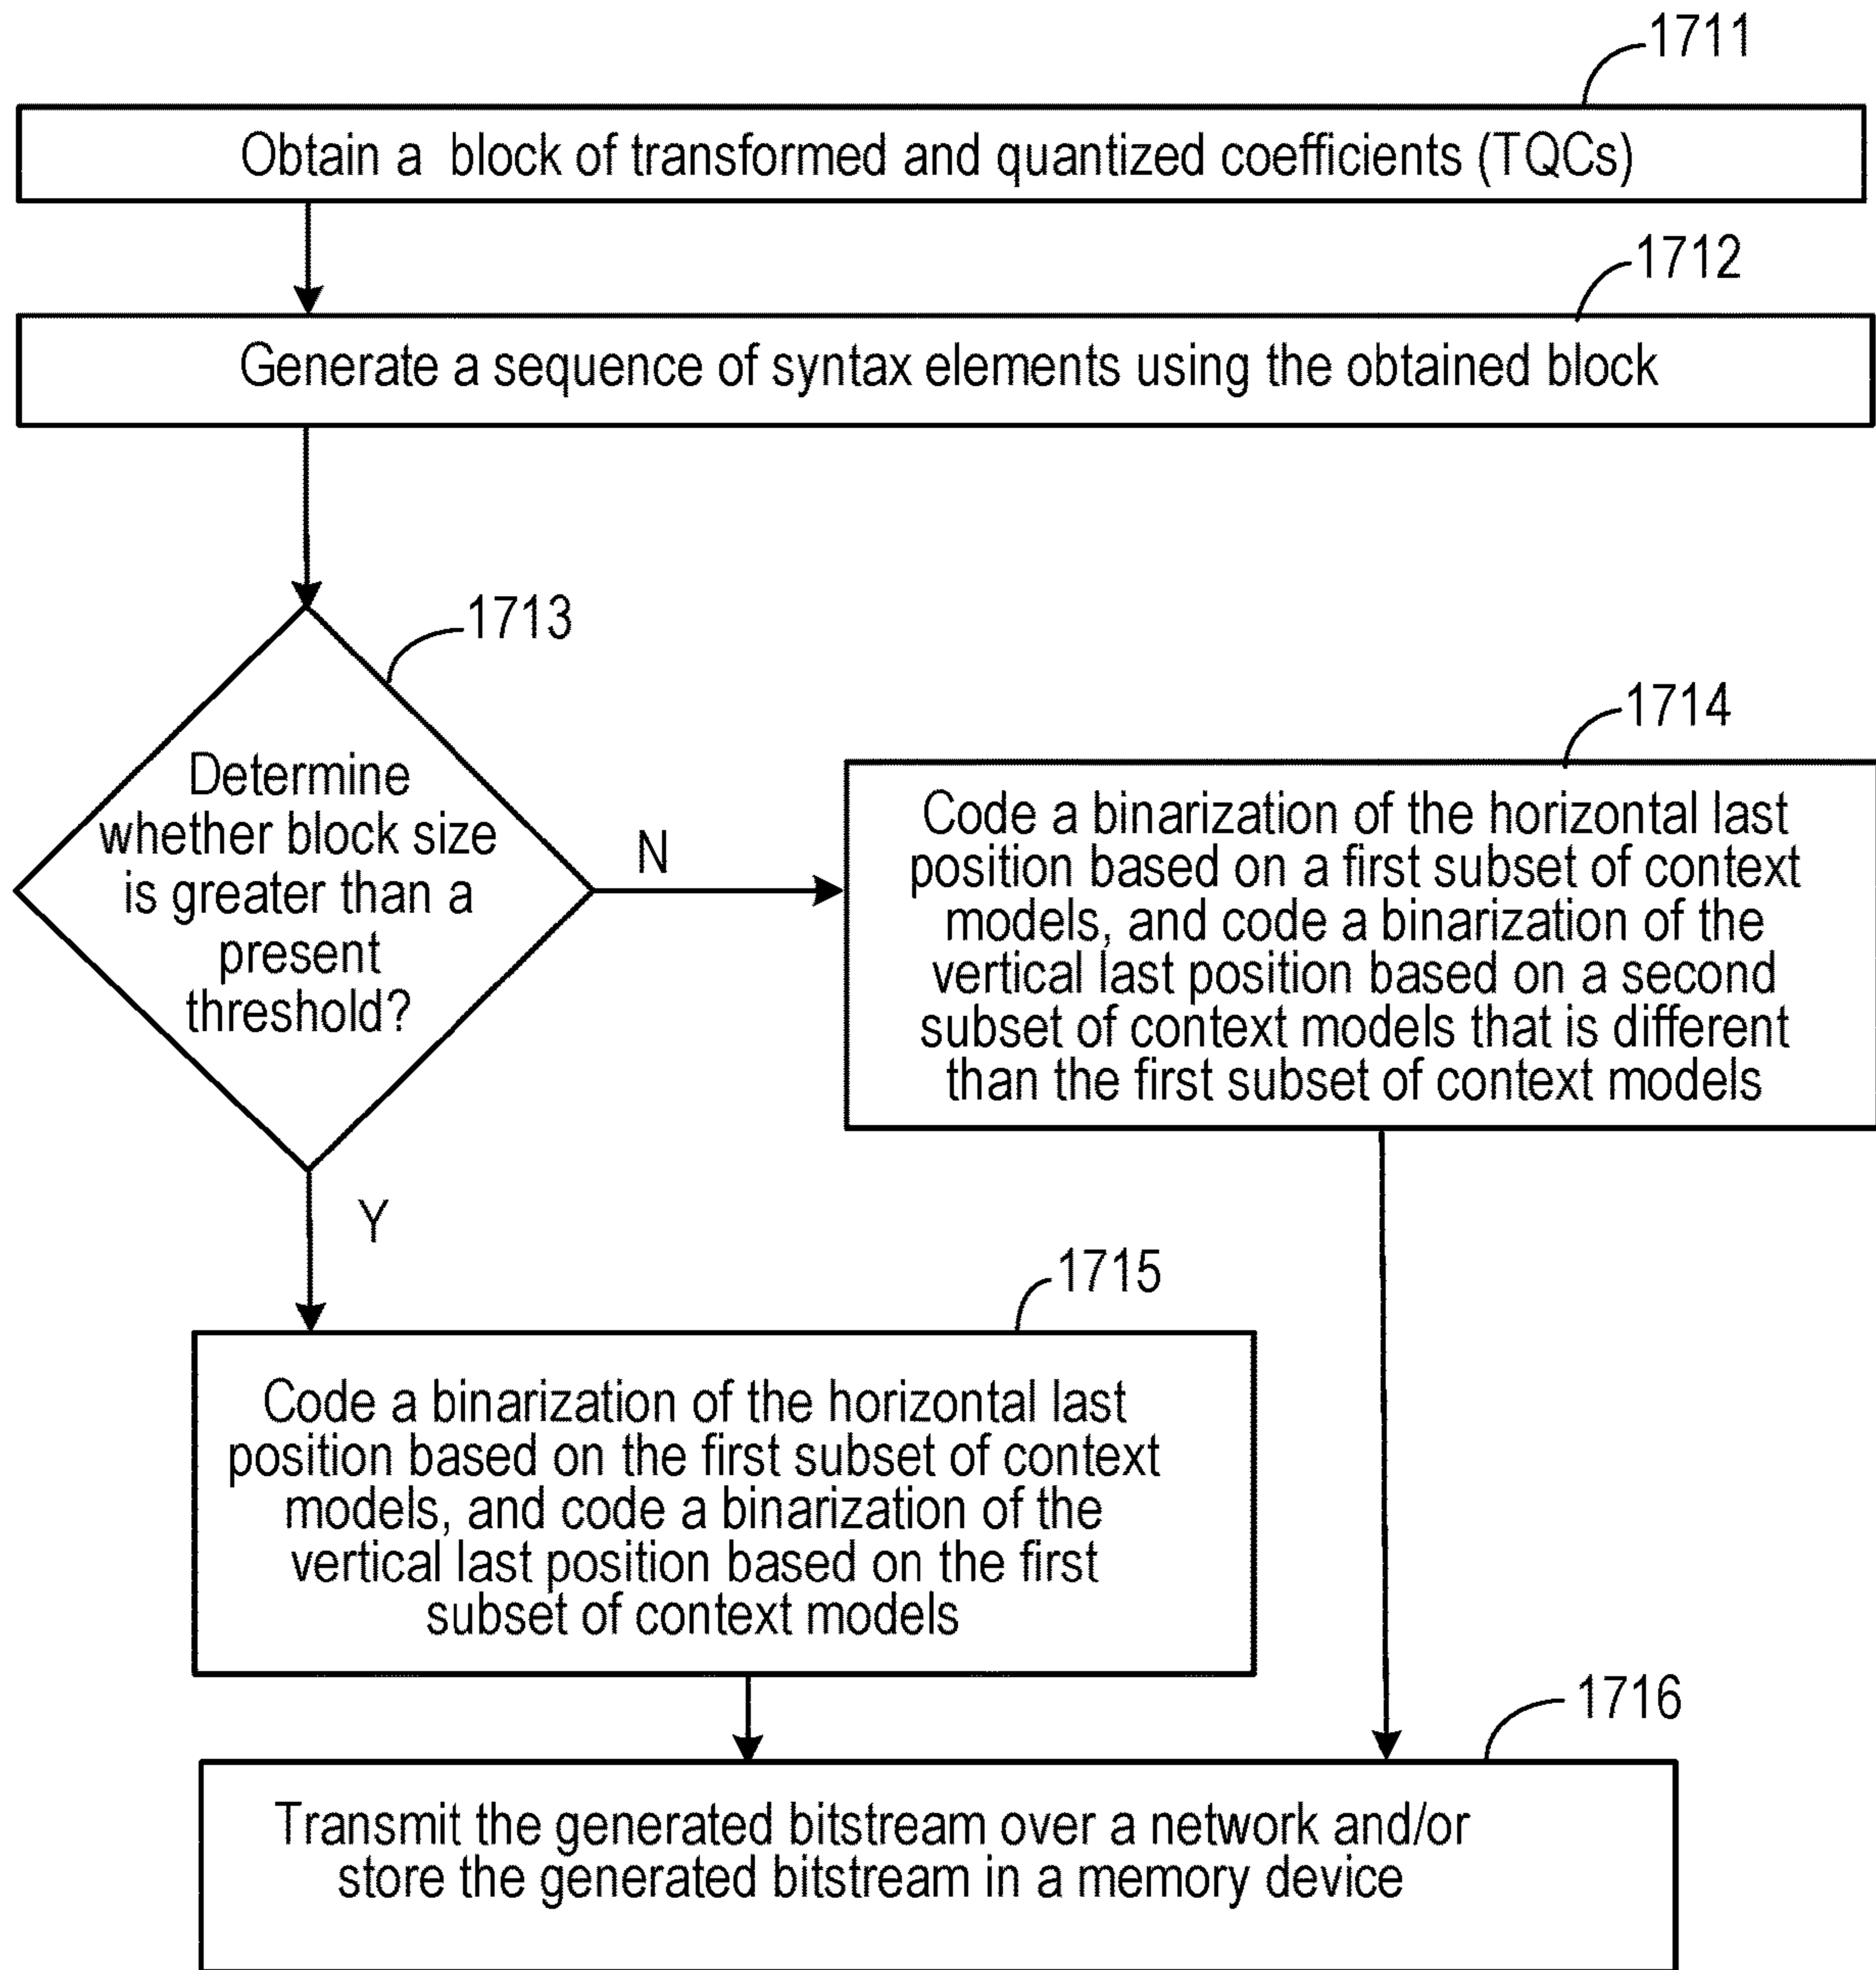 1711
Obtain a block of transformed and quantized coefficients (TQCs)
1712
Generate a sequence of syntax elements using the obtained block
1713
Determine
whether block size
is greater than a
present
threshold?
N
1714
Code a binarization of the horizontal last
position based on a first subset of context
models, and code a binarization of the
vertical last position based on a second
subset of context models that is different
than the first subset of context models
Y
1715
Code a binarization of the horizontal last
position based on the first subset of context
models, and code a binarization of the
vertical last position based on the first
subset of context models
1716
Transmit the generated bitstream over a network and/or
store the generated bitstream in a memory device